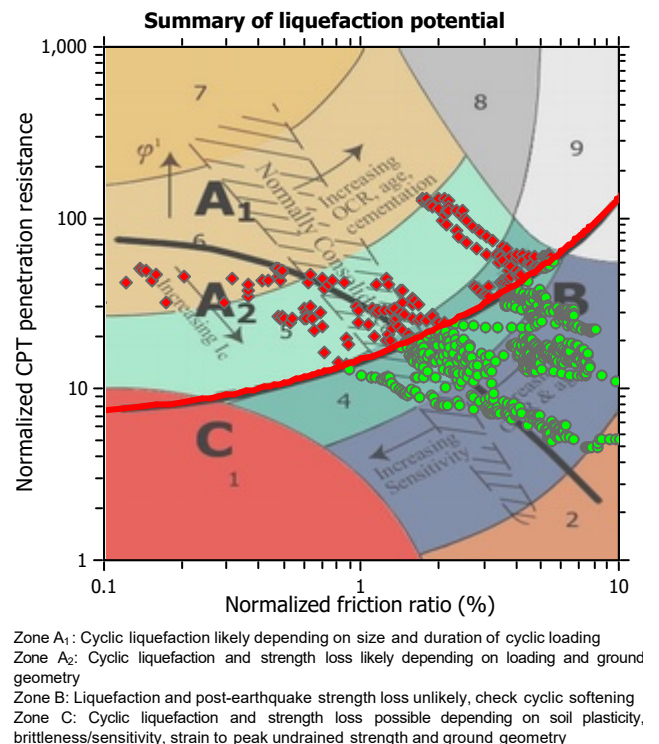 Summary of liquefaction potential
1,000
100
10
1
Normalized CPT penetration resistance
7
8
9
φ'
Increasing
OCR, age,
cementation
Normally
A₁
6
A₂
Increasing Ic
5
B
4
C
1
Increasing
Sensitivity
2
0.1
1
10
Normalized friction ratio (%)
Zone A₁: Cyclic liquefaction likely depending on size and duration of cyclic loading
Zone A₂: Cyclic liquefaction and strength loss likely depending on loading and ground
geometry
Zone B: Liquefaction and post-earthquake strength loss unlikely, check cyclic softening
Zone C: Cyclic liquefaction and strength loss possible depending on soil plasticity,
brittleness/sensitivity, strain to peak undrained strength and ground geometry